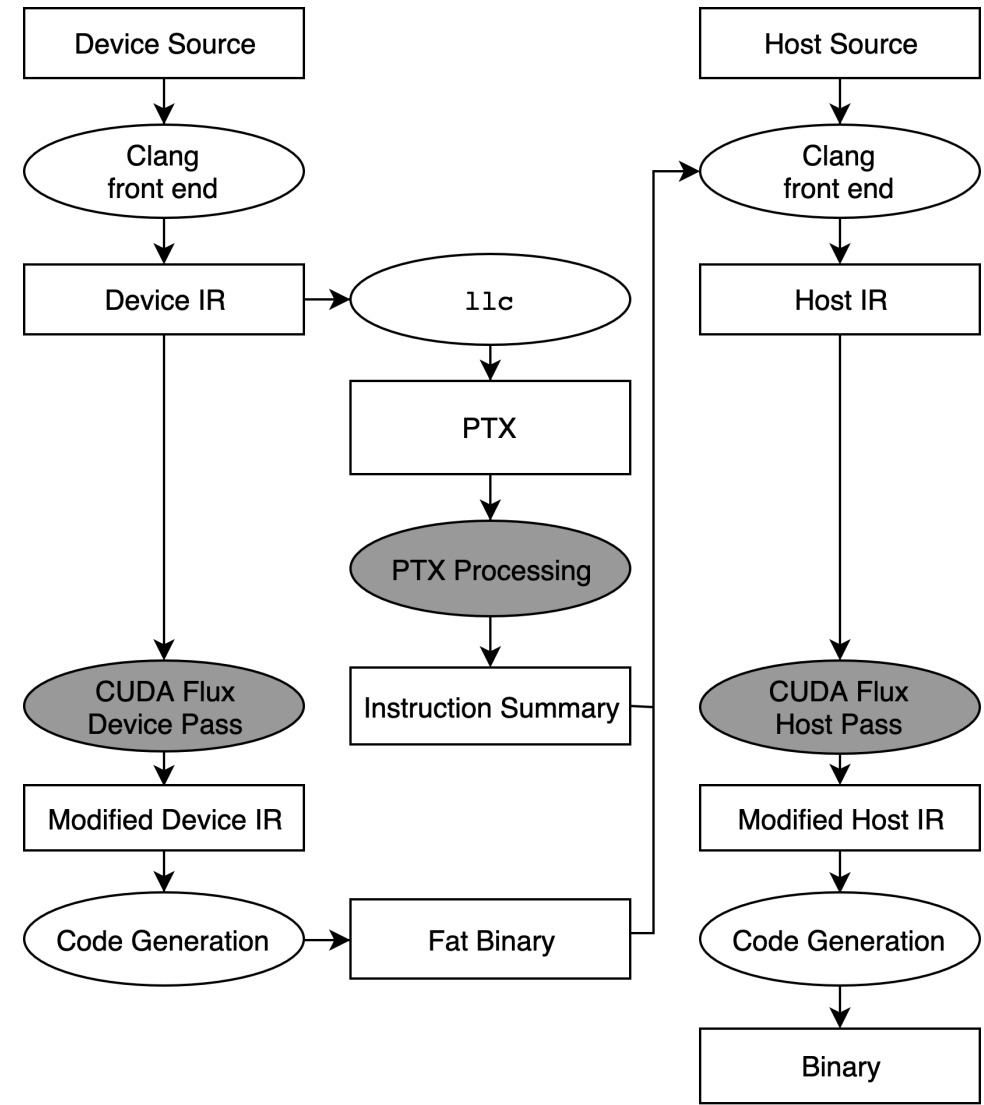 Device Source
Clang
front end
Device IR
llc
PTX
PTX Processing
Instruction Summary
CUDA Flux
Device Pass
Modified Device IR
Code Generation
Fat Binary
Host Source
Clang
front end
Host IR
CUDA Flux
Host Pass
Modified Host IR
Code Generation
Binary